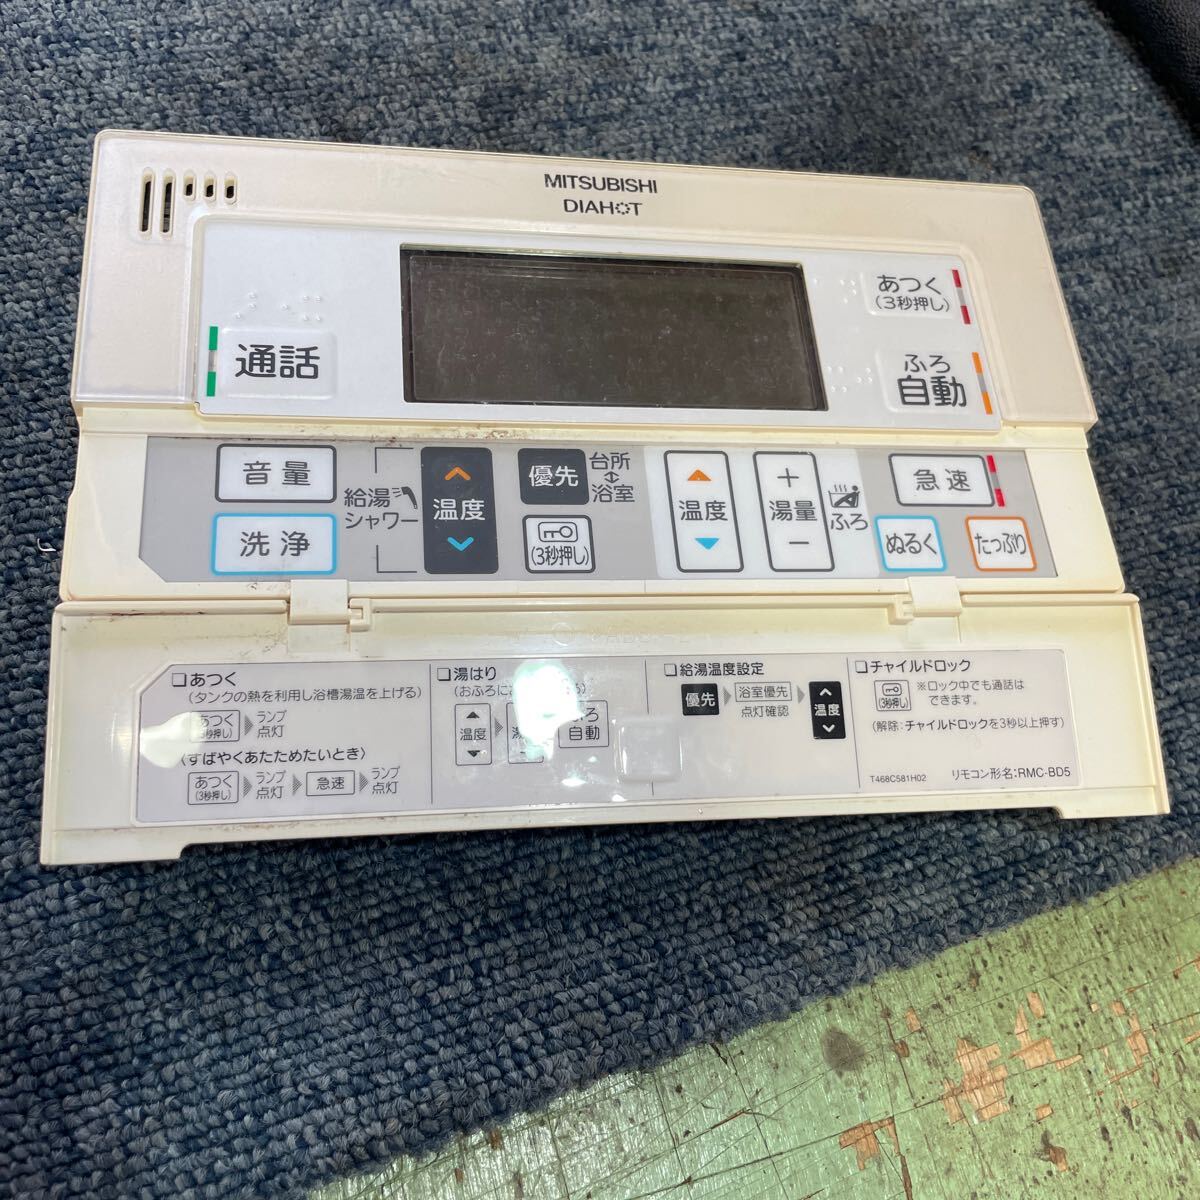 MITSUBISHI
DIAHOT
あつく
(3秒押し)
通話
ふろ
自動
音量
給湯
シャワー
温度
優先
台所
浴室
温度
+
湯量
−
ふろ
急速
洗浄
(3秒押し)
ぬるく
たっぷり
あつく
(タンクの熱を利用し浴槽湯温を上げる)
あつく
(3秒押し)
ランプ
点灯
(すばやくあたためたいとき)
あつく
(3秒押し)
ランプ
点灯
急速
ランプ
点灯
湯はり
(おふろに
温度
自動
給湯温度設定
優先
浴室優先
点灯確認
温度
チャイルドロック
(3秒押し)
※ロック中でも通話は
できます。
(解除:チャイルドロックを3秒以上押す)
T468C581H02
リモコン形名:RMC-BD5